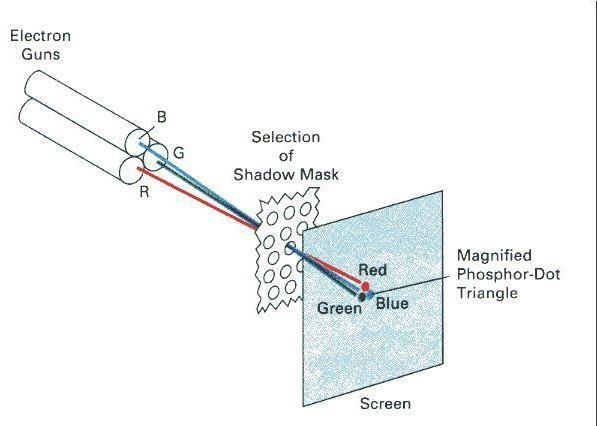 Electron
Guns
B
G
R
Selection
of
Shadow Mask
Red
Green
Blue
Magnified
Phosphor-Dot
Triangle
Screen